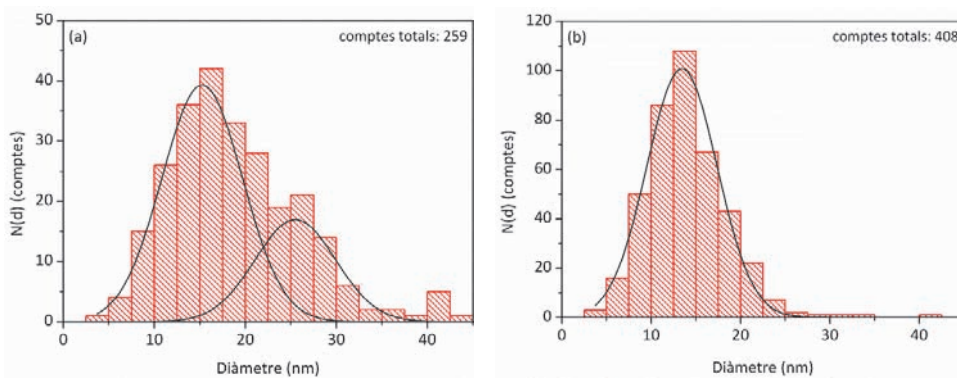 (a)
comptes totals: 259
50
40
30
20
10
0
N(d) (comptes)
0 10 20 30 40
Diàmetre (nm)
(b)
comptes totals: 408
120
100
80
60
40
20
0
N(d) (comptes)
0 10 20 30 40
Diàmetre (nm)